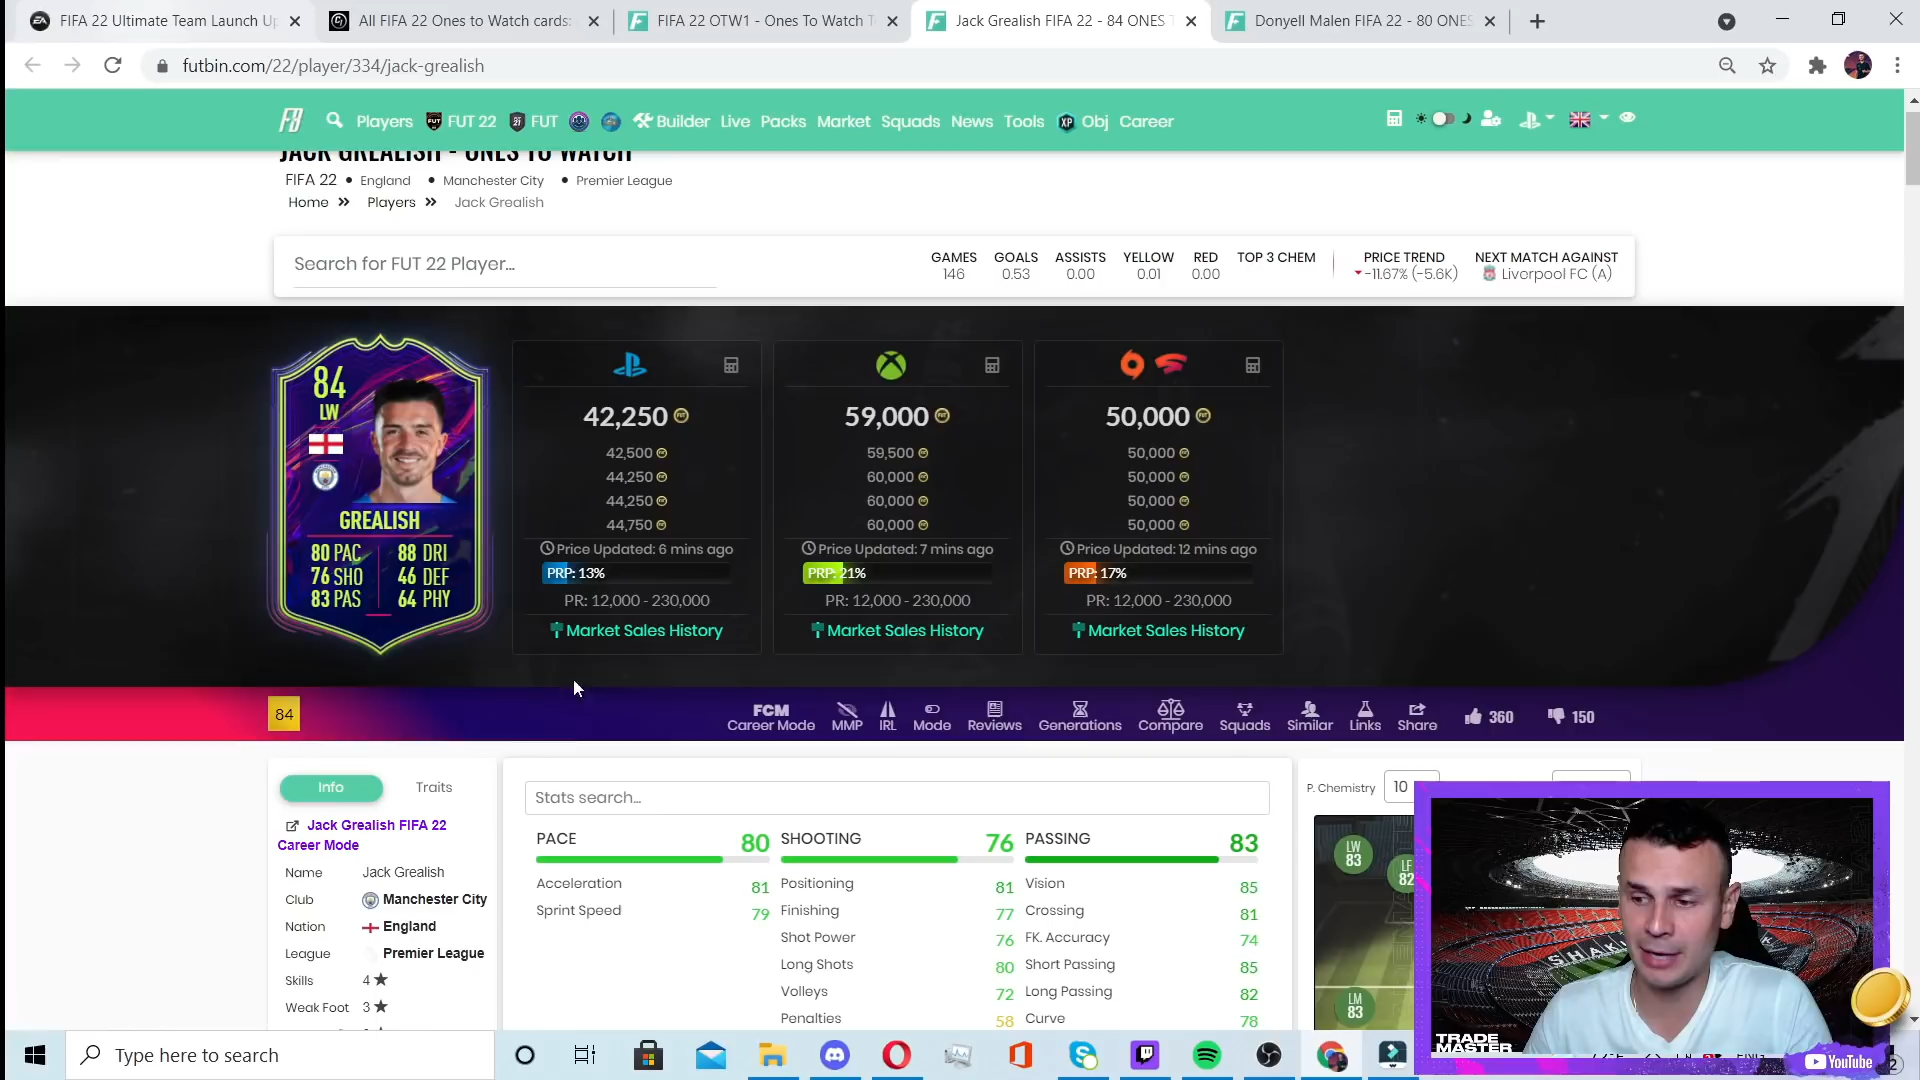 FIFA 22 Ultimate Team Launch Up
All FIFA 22 Ones to Watch cards:
FIFA 22 OTW1 - Ones To Watch T
Jack Grealish FIFA 22 - 84 ONES T
Donyell Malen FIFA 22 - 80 ONES
futbin.com/22/player/334/jack-grealish
Players FUT 22 FUT Builder Live Packs Market Squads News Tools Obj Career
JACK GREALISH - ONES TO WATCH
FIFA 22 • England • Manchester City • Premier League
Home » Players » Jack Grealish
Search for FUT 22 Player...
GAMES GOALS ASSISTS YELLOW RED TOP 3 CHEM PRICE TREND NEXT MATCH AGAINST
146 0.53 0.00 0.01 0.00 -11.67% (-5.6K) Liverpool FC (A)
84
LW
GREALISH
80 PAC 88 DRI
76 SHO 46 DEF
83 PAS 64 PHY
42,250
42,500
44,250
44,250
44,750
Price Updated: 6 mins ago
PRP: 13%
PR: 12,000 - 230,000
Market Sales History
59,000
59,500
60,000
60,000
60,000
Price Updated: 7 mins ago
PRP: 21%
PR: 12,000 - 230,000
Market Sales History
50,000
50,000
50,000
50,000
50,000
Price Updated: 12 mins ago
PRP: 17%
PR: 12,000 - 230,000
Market Sales History
84
FCM
Career Mode MMP IRL Mode Reviews Generations Compare Squads Similar Links Share 360 150
Info Traits
Jack Grealish FIFA 22
Career Mode
Name Jack Grealish
Club Manchester City
Nation England
League Premier League
Skills 4 ★
Weak Foot 3 ★
Stats search...
PACE 80
Acceleration 81
Sprint Speed 79
SHOOTING 76
Positioning 81
Finishing 77
Shot Power 76
Long Shots 80
Volleys 72
Penalties 58
PASSING 83
Vision 85
Crossing 81
FK. Accuracy 74
Short Passing 85
Long Passing 82
Curve 78
P. Chemistry 10
LW
83
LF
82
LM
83
SHAK
TRADE
MASTER
YouTube
Type here to search